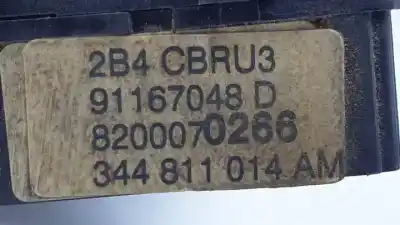 2B4 CBRU3
91167048 D
8200070266
344 811 014 AM